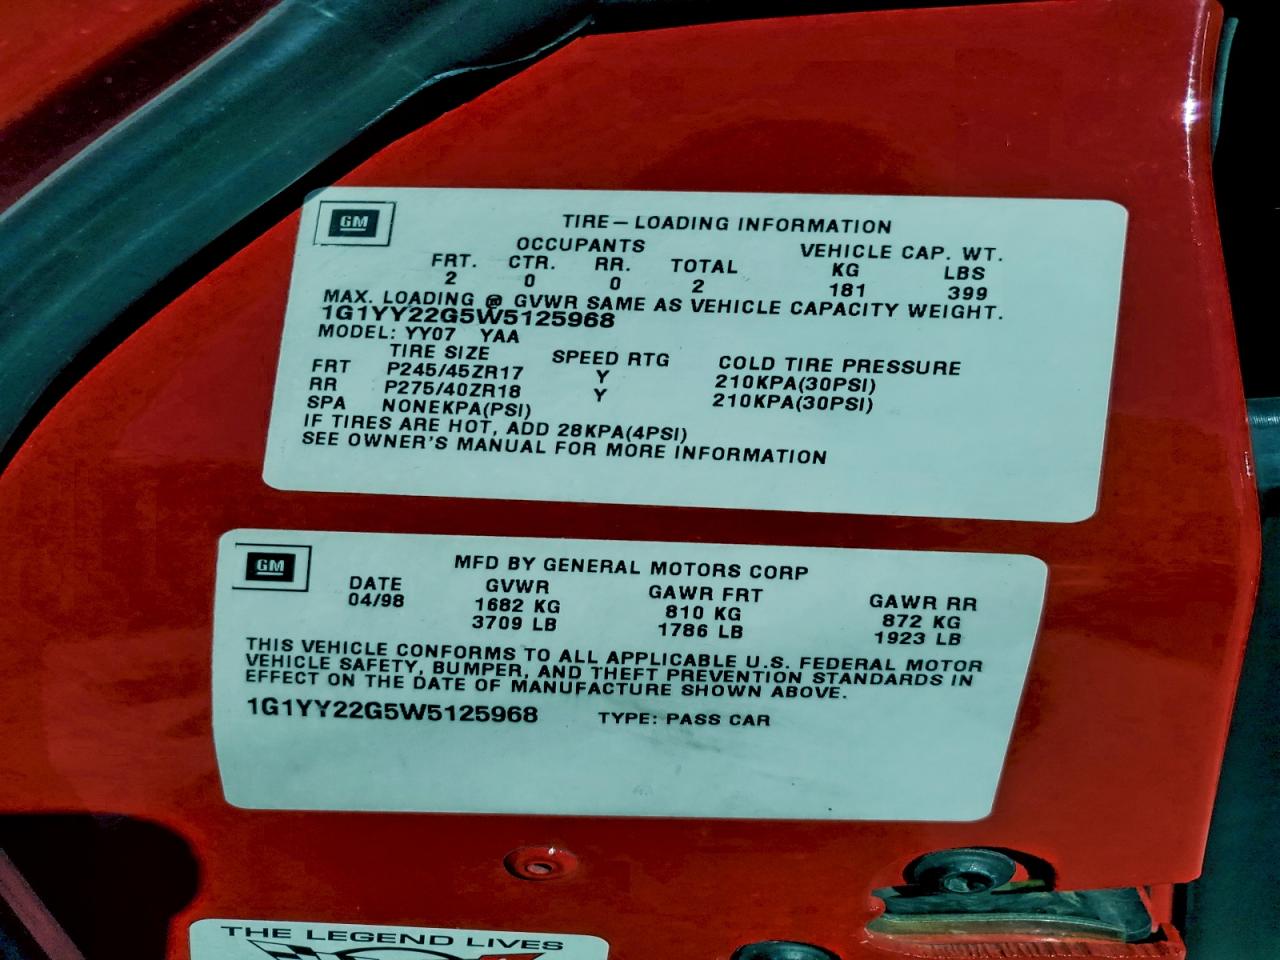 GM
TIRE—LOADING INFORMATION
OCCUPANTS VEHICLE CAP. WT.
FRT. CTR. RR. TOTAL KG LBS
2 0 0 2 181 399
MAX. LOADING @ GVWR SAME AS VEHICLE CAPACITY WEIGHT.
1G1YY22G5W5125968
MODEL: YY07 YAA
TIRE SIZE SPEED RTG COLD TIRE PRESSURE
FRT P245/45ZR17 Y 210KPA(30PSI)
RR P275/40ZR18 Y 210KPA(30PSI)
SPA NONEKPA(PSI)
IF TIRES ARE HOT, ADD 28KPA(4PSI)
SEE OWNER'S MANUAL FOR MORE INFORMATION
GM
MFD BY GENERAL MOTORS CORP
DATE GVWR GAWR FRT GAWR RR
04/98 1682 KG 810 KG 872 KG
3709 LB 1786 LB 1923 LB
THIS VEHICLE CONFORMS TO ALL APPLICABLE U.S. FEDERAL MOTOR
VEHICLE SAFETY, BUMPER, AND THEFT PREVENTION STANDARDS IN
EFFECT ON THE DATE OF MANUFACTURE SHOWN ABOVE.
1G1YY22G5W5125968 TYPE: PASS CAR
THE LEGEND LIVES